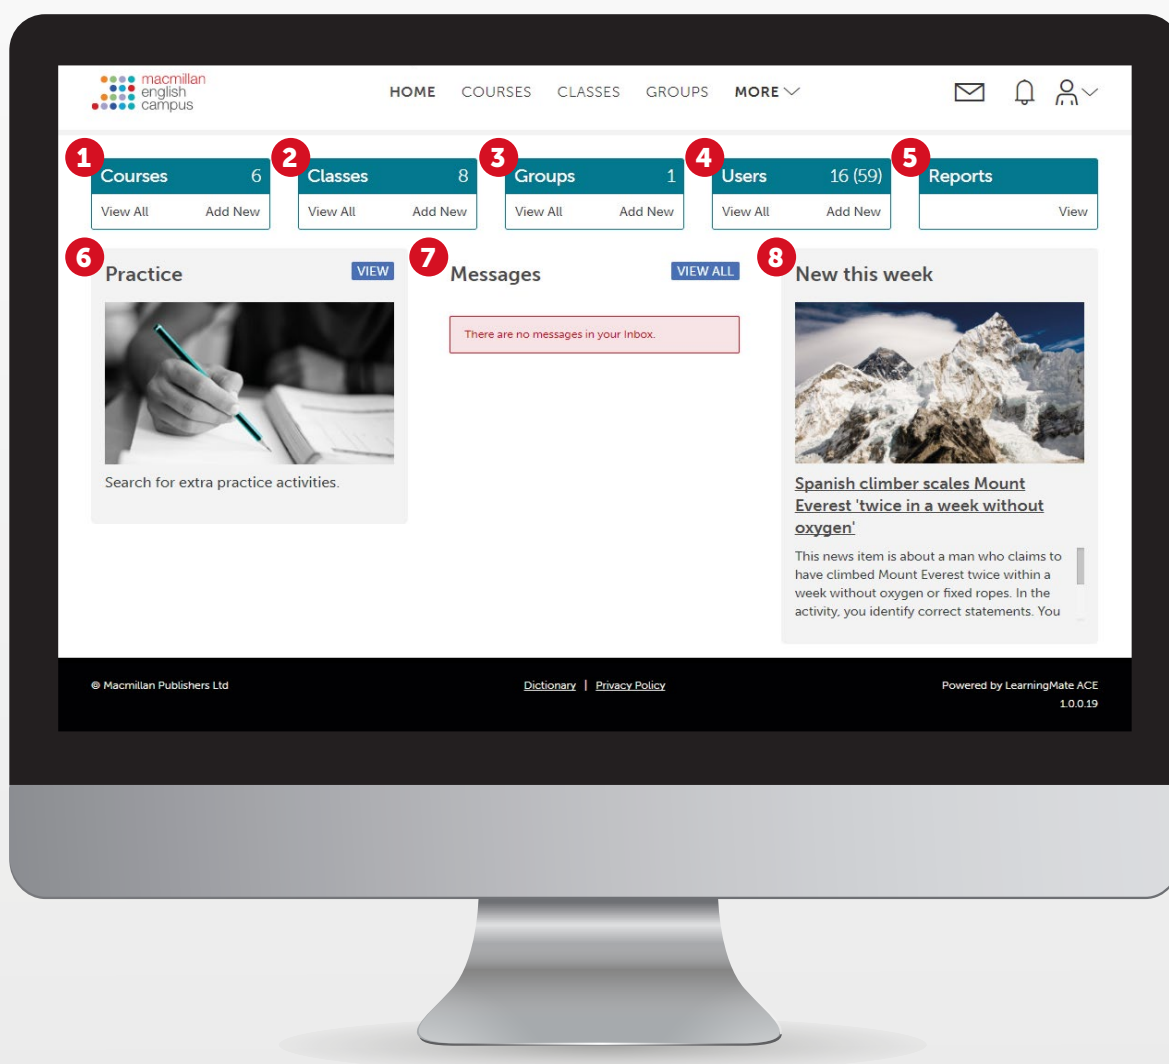 macmillan
english
campus
HOME COURSES CLASSES GROUPS MORE
1 Courses 6
View All Add New
2 Classes 8
View All Add New
3 Groups 1
View All Add New
4 Users 16 (59)
View All Add New
5 Reports
View
6 Practice VIEW
Search for extra practice activities.
7 Messages VIEW ALL
There are no messages in your Inbox.
8 New this week
Spanish climber scales Mount
Everest 'twice in a week without
oxygen'
This news item is about a man who claims to
have climbed Mount Everest twice within a
week without oxygen or fixed ropes. In the
activity, you identify correct statements. You
© Macmillan Publishers Ltd
Dictionary | Privacy Policy
Powered by LearningMate ACE
1.0.0.19